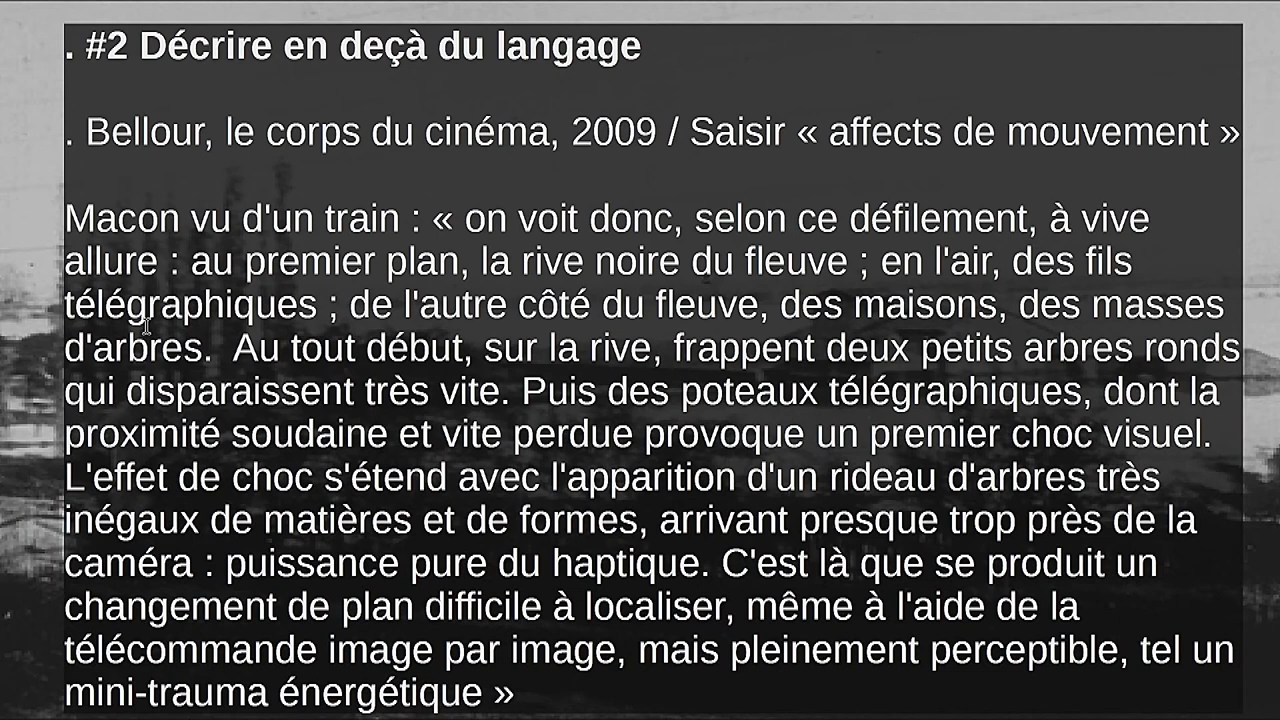 . #2 Décrire en deçà du langage
. Bellour, le corps du cinéma, 2009 / Saisir « affects de mouvement »
Macon vu d'un train : « on voit donc, selon ce défilement, à vive
allure : au premier plan, la rive noire du fleuve ; en l'air, des fils
télégraphiques ; de l'autre côté du fleuve, des maisons, des masses
d'arbres.  Au tout début, sur la rive, frappent deux petits arbres ronds
qui disparaissent très vite. Puis des poteaux télégraphiques, dont la
proximité soudaine et vite perdue provoque un premier choc visuel.
L'effet de choc s'étend avec l'apparition d'un rideau d'arbres très
inégaux de matières et de formes, arrivant presque trop près de la
caméra : puissance pure du haptique. C'est là que se produit un
changement de plan difficile à localiser, même à l'aide de la
télécommande image par image, mais pleinement perceptible, tel un
mini-trauma énergétique »